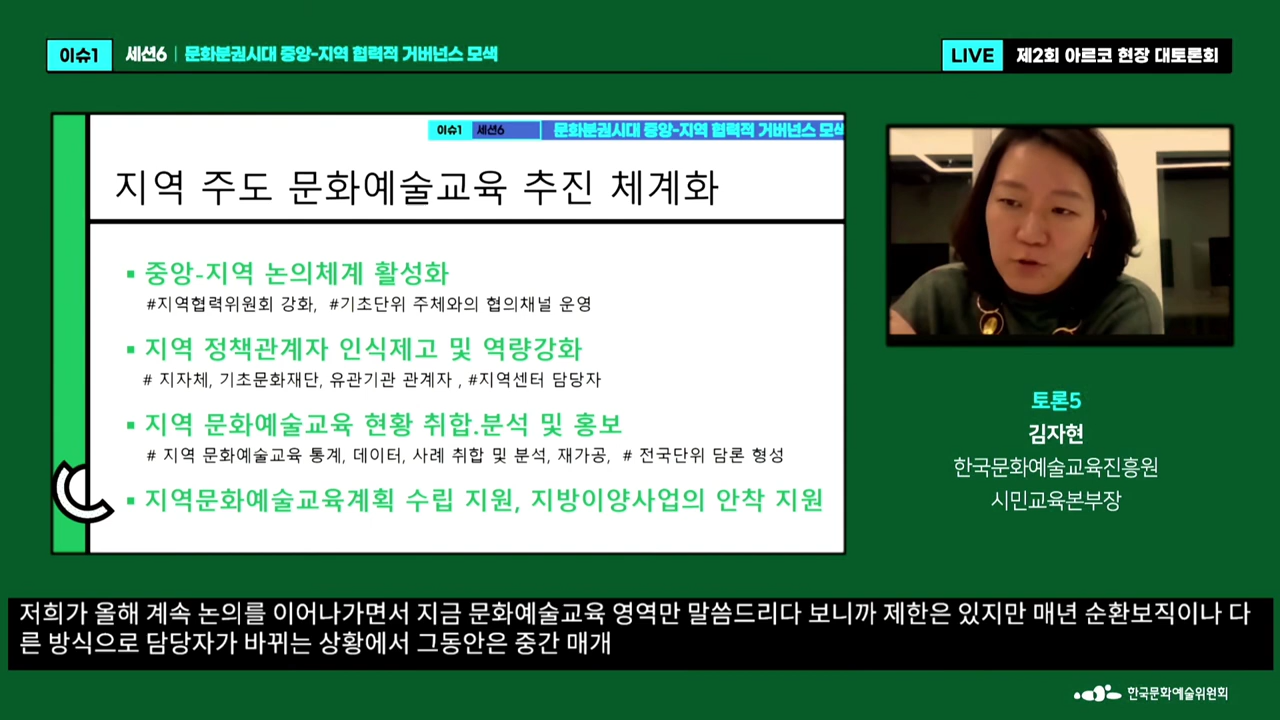 이슈1 세션6 | 문화분권시대 중앙-지역 협력적 거버넌스 모색
LIVE 제2회 아르코 현장 대토론회
이슈1 세션6 문화분권시대 중앙-지역 협력적 거버넌스 모색
지역 주도 문화예술교육 추진 체계화
▪ 중앙-지역 논의체계 활성화
#지역협력위원회 강화, #기초단위 주체와의 협의채널 운영
▪ 지역 정책관계자 인식제고 및 역량강화
# 지자체, 기초문화재단, 유관기관 관계자 , #지역센터 담당자
▪ 지역 문화예술교육 현황 취합.분석 및 홍보
# 지역 문화예술교육 통계, 데이터, 사례 취합 및 분석, 재가공, # 전국단위 담론 형성
▪ 지역문화예술교육계획 수립 지원, 지방이양사업의 안착 지원
토론5
김자현
한국문화예술교육진흥원
시민교육본부장
저희가 올해 계속 논의를 이어나가면서 지금 문화예술교육 영역만 말씀드리다 보니까 제한은 있지만 매년 순환보직이나 다
른 방식으로 담당자가 바뀌는 상황에서 그동안은 중간 매개
한국문화예술위원회